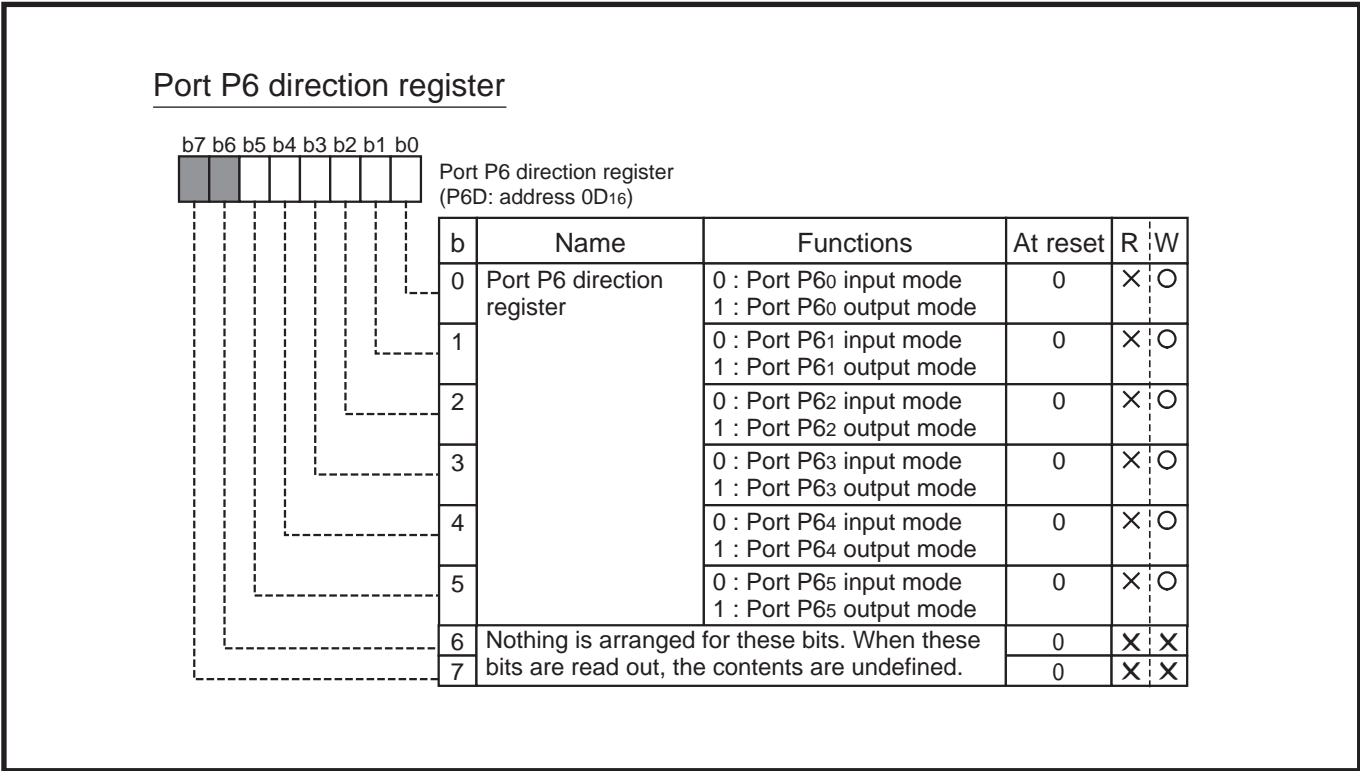 Port P6 direction register
b7 b6 b5 b4 b3 b2 b1 b0
Port P6 direction register
(P6D: address 0D16)
b Name Functions At reset R W
0 Port P6 direction register 0 : Port P60 input mode 0 × ○
1 : Port P60 output mode
1 0 : Port P61 input mode 0 × ○
1 : Port P61 output mode
2 0 : Port P62 input mode 0 × ○
1 : Port P62 output mode
3 0 : Port P63 input mode 0 × ○
1 : Port P63 output mode
4 0 : Port P64 input mode 0 × ○
1 : Port P64 output mode
5 0 : Port P65 input mode 0 × ○
1 : Port P65 output mode
6 Nothing is arranged for these bits. When these 0 × ×
7 bits are read out, the contents are undefined. 0 × ×